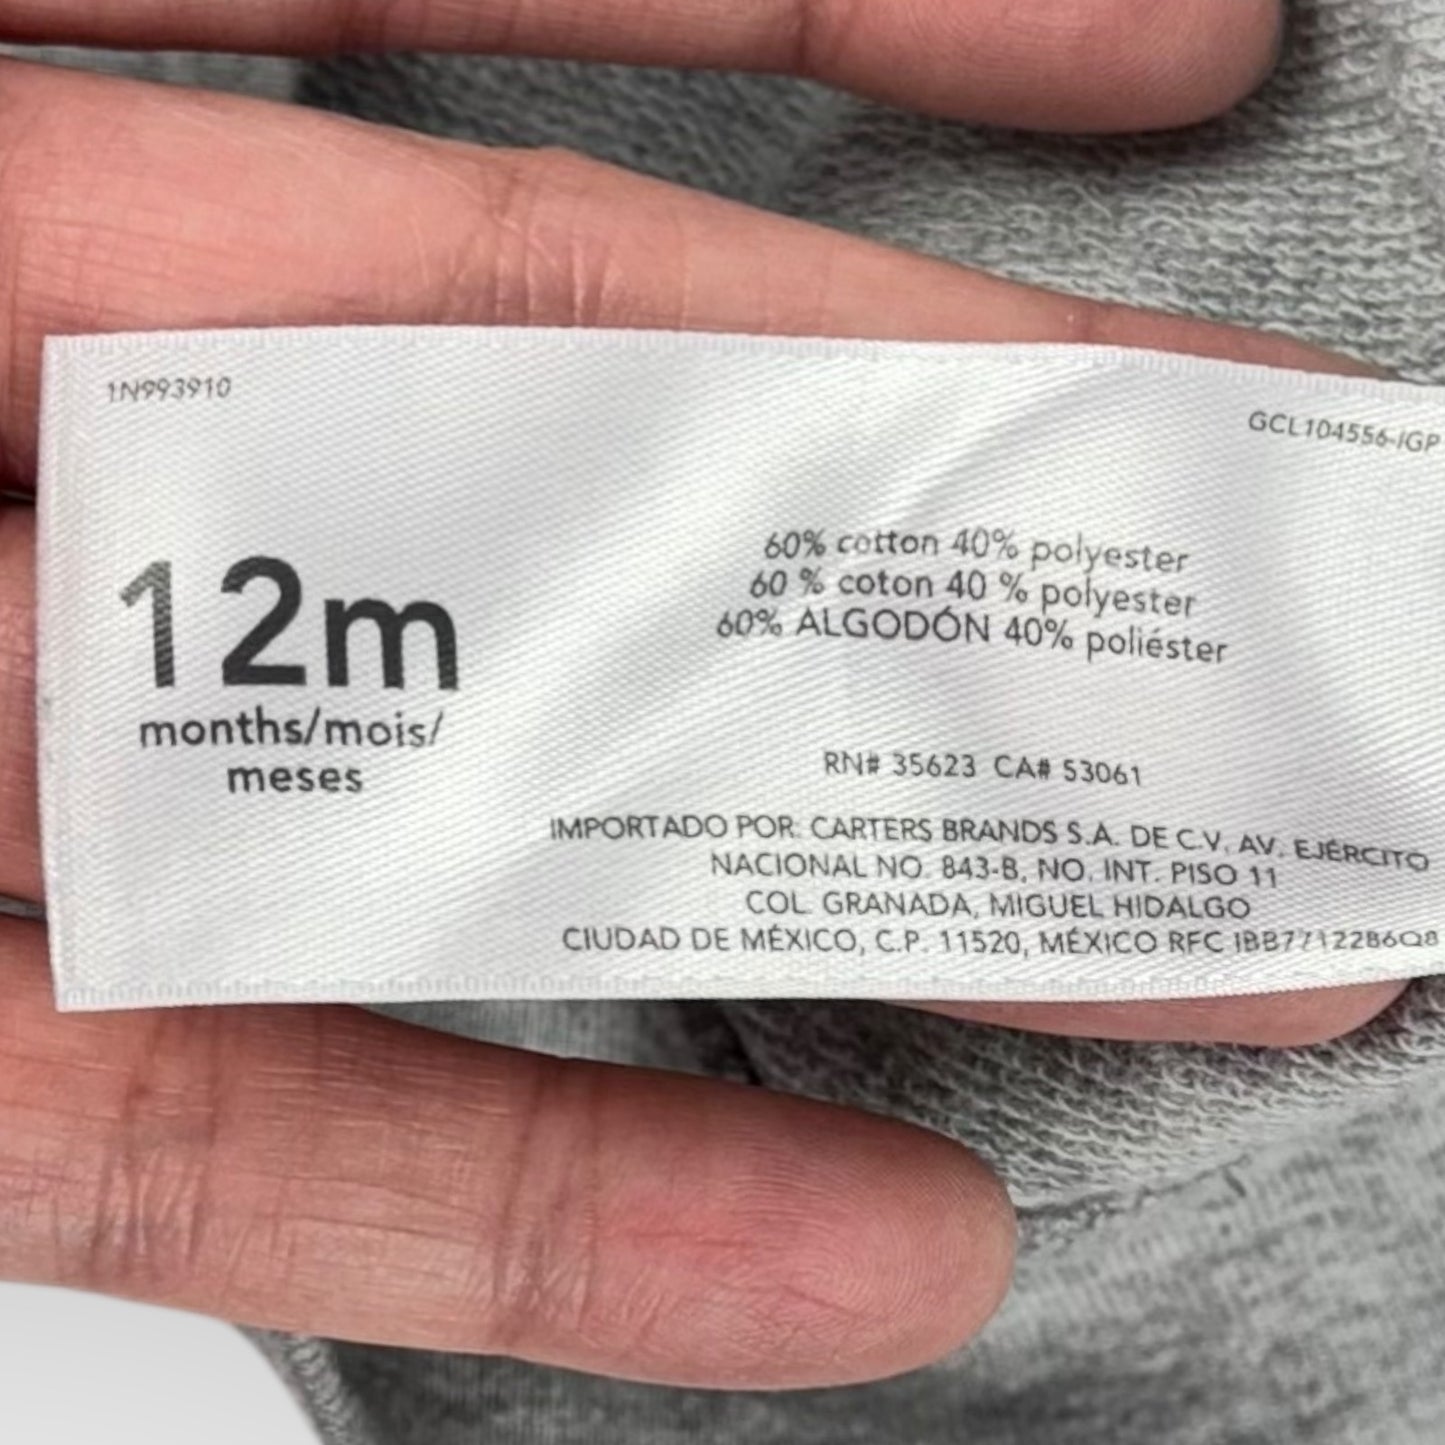 1N993910
GCL104556-IGP
12m
months/mois/
meses
60% cotton 40% polyester
60 % coton 40 % polyester
60% ALGODÓN 40% poliéster
RN# 35623 CA# 53061
IMPORTADO POR: CARTERS BRANDS S.A. DE C.V. AV. EJÉRCITO
NACIONAL NO. 843-B, NO. INT. PISO 11
COL. GRANADA, MIGUEL HIDALGO
CIUDAD DE MÉXICO, C.P. 11520, MÉXICO RFC IBB7712286Q8